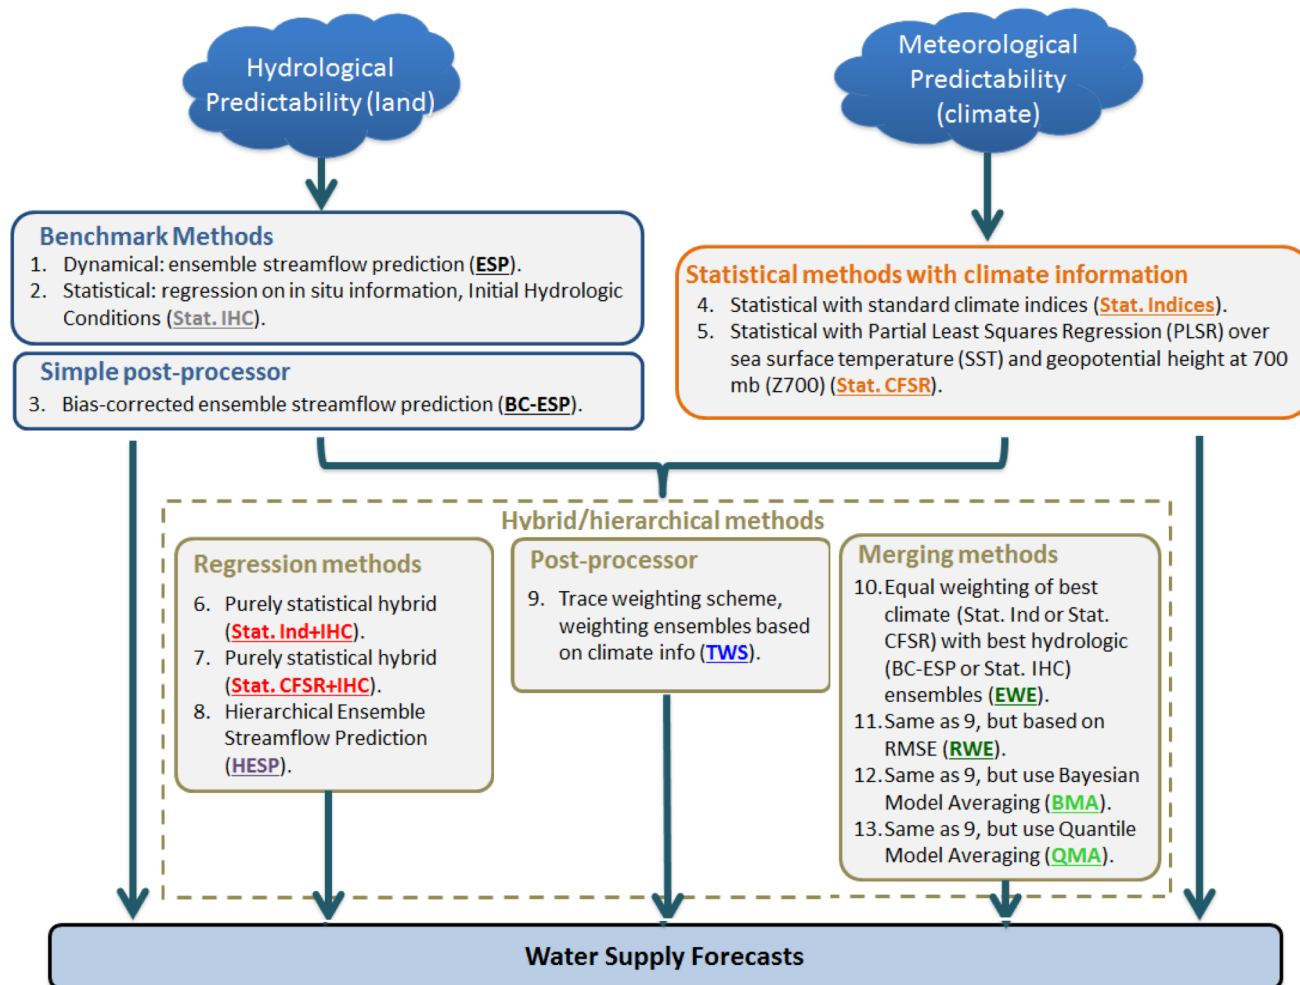 Hydrological
Predictability (land)
Meteorological
Predictability
(climate)
Benchmark Methods
1. Dynamical: ensemble streamflow prediction (ESP).
2. Statistical: regression on in situ information, Initial Hydrologic
Conditions (Stat. IHC).
Simple post-processor
3. Bias-corrected ensemble streamflow prediction (BC-ESP).
Statistical methods with climate information
4. Statistical with standard climate indices (Stat. Indices).
5. Statistical with Partial Least Squares Regression (PLSR) over
sea surface temperature (SST) and geopotential height at 700
mb (Z700) (Stat. CFSR).
Hybrid/hierarchical methods
Regression methods
6. Purely statistical hybrid
(Stat. Ind+IHC).
7. Purely statistical hybrid
(Stat. CFSR+IHC).
8. Hierarchical Ensemble
Streamflow Prediction
(HESP).
Post-processor
9. Trace weighting scheme,
weighting ensembles based
on climate info (TWS).
Merging methods
10. Equal weighting of best
climate (Stat. Ind or Stat.
CFSR) with best hydrologic
(BC-ESP or Stat. IHC)
ensembles (EWE).
11. Same as 9, but based on
RMSE (RWE).
12. Same as 9, but use Bayesian
Model Averaging (BMA).
13. Same as 9, but use Quantile
Model Averaging (QMA).
Water Supply Forecasts